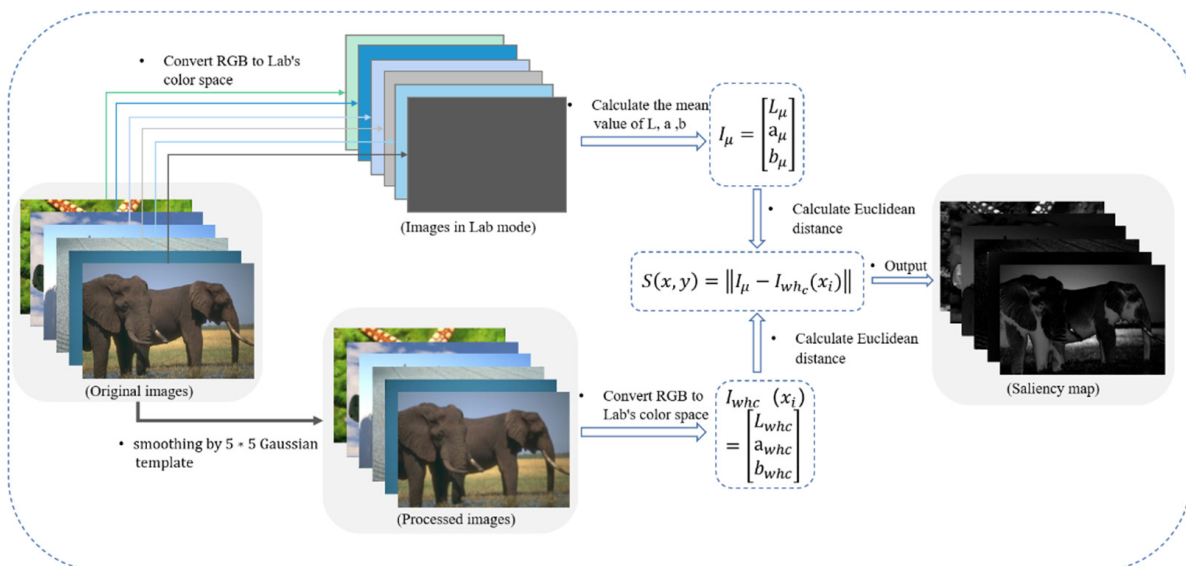 • Convert RGB to Lab's
color space
(Images in Lab mode)
• Calculate the mean
value of L, a ,b
I_μ = [L_μ
a_μ
b_μ]
• Calculate Euclidean
distance
(Original images)
• smoothing by 5 * 5 Gaussian
template
(Processed images)
• Convert RGB to
Lab's color space
I_whc (x_i)
= [L_whc
a_whc
b_whc]
• Calculate Euclidean
distance
S(x, y) = ‖I_μ − I_wh_c(x_i)‖
• Output
(Saliency map)